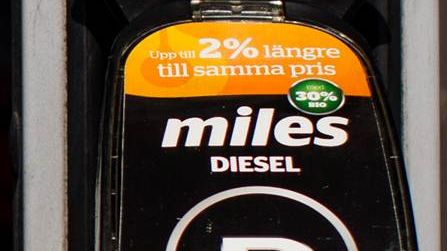 Upp till 2% längre
till samma pris
30%
BIO
miles
DIESEL
D